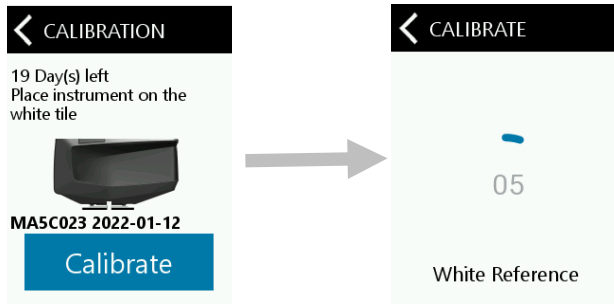 CALIBRATION
19 Day(s) left
Place instrument on the
white tile
MA5C023 2022-01-12
Calibrate
CALIBRATE
05
White Reference